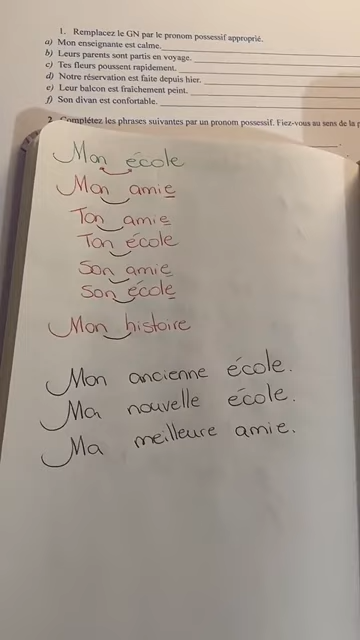 1. Remplacez le GN par le pronom possessif approprié.
a) Mon enseignante est calme.
b) Leurs parents sont partis en voyage.
c) Tes fleurs poussent rapidement.
d) Notre réservation est faite depuis hier.
e) Leur balcon est fraîchement peint.
f) Son divan est confortable.
2. Complétez les phrases suivantes par un pronom possessif. Fiez-vous au sens de la
Mon école
Mon amie
Ton amie
Ton école
Son amie
Son école
Mon histoire
Mon ancienne école.
Ma nouvelle école.
Ma meilleure amie.